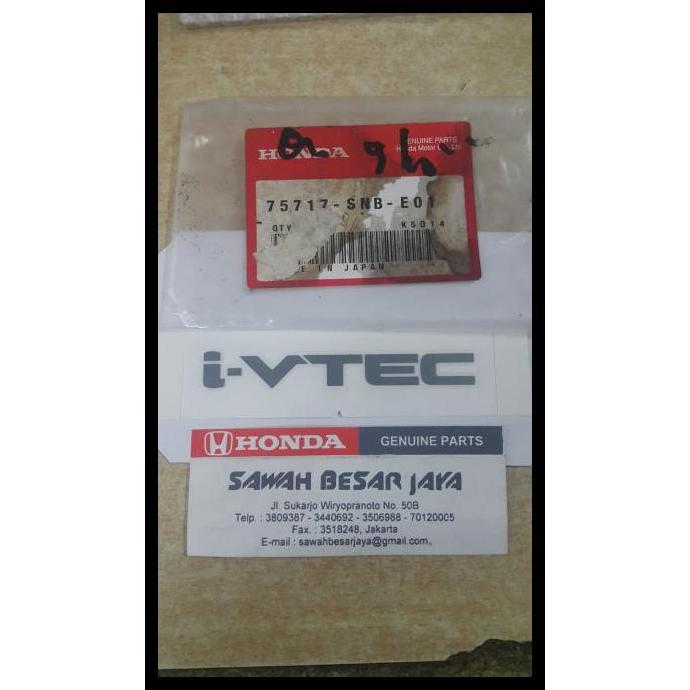 GENUINE PARTS
HONDA
Honda Motor Co., Ltd.
75717-SNB-E01
QTY
K5014
IN JAPAN
i-VTEC
HONDA GENUINE PARTS
SAWAH BESAR JAYA
Jl. Sukarjo Wiryopranoto No. 50B
Telp. : 3809387 - 3440692 - 3506988 - 70120005
Fax. : 3518248, Jakarta
E-mail : sawahbesarjaya@gmail.com